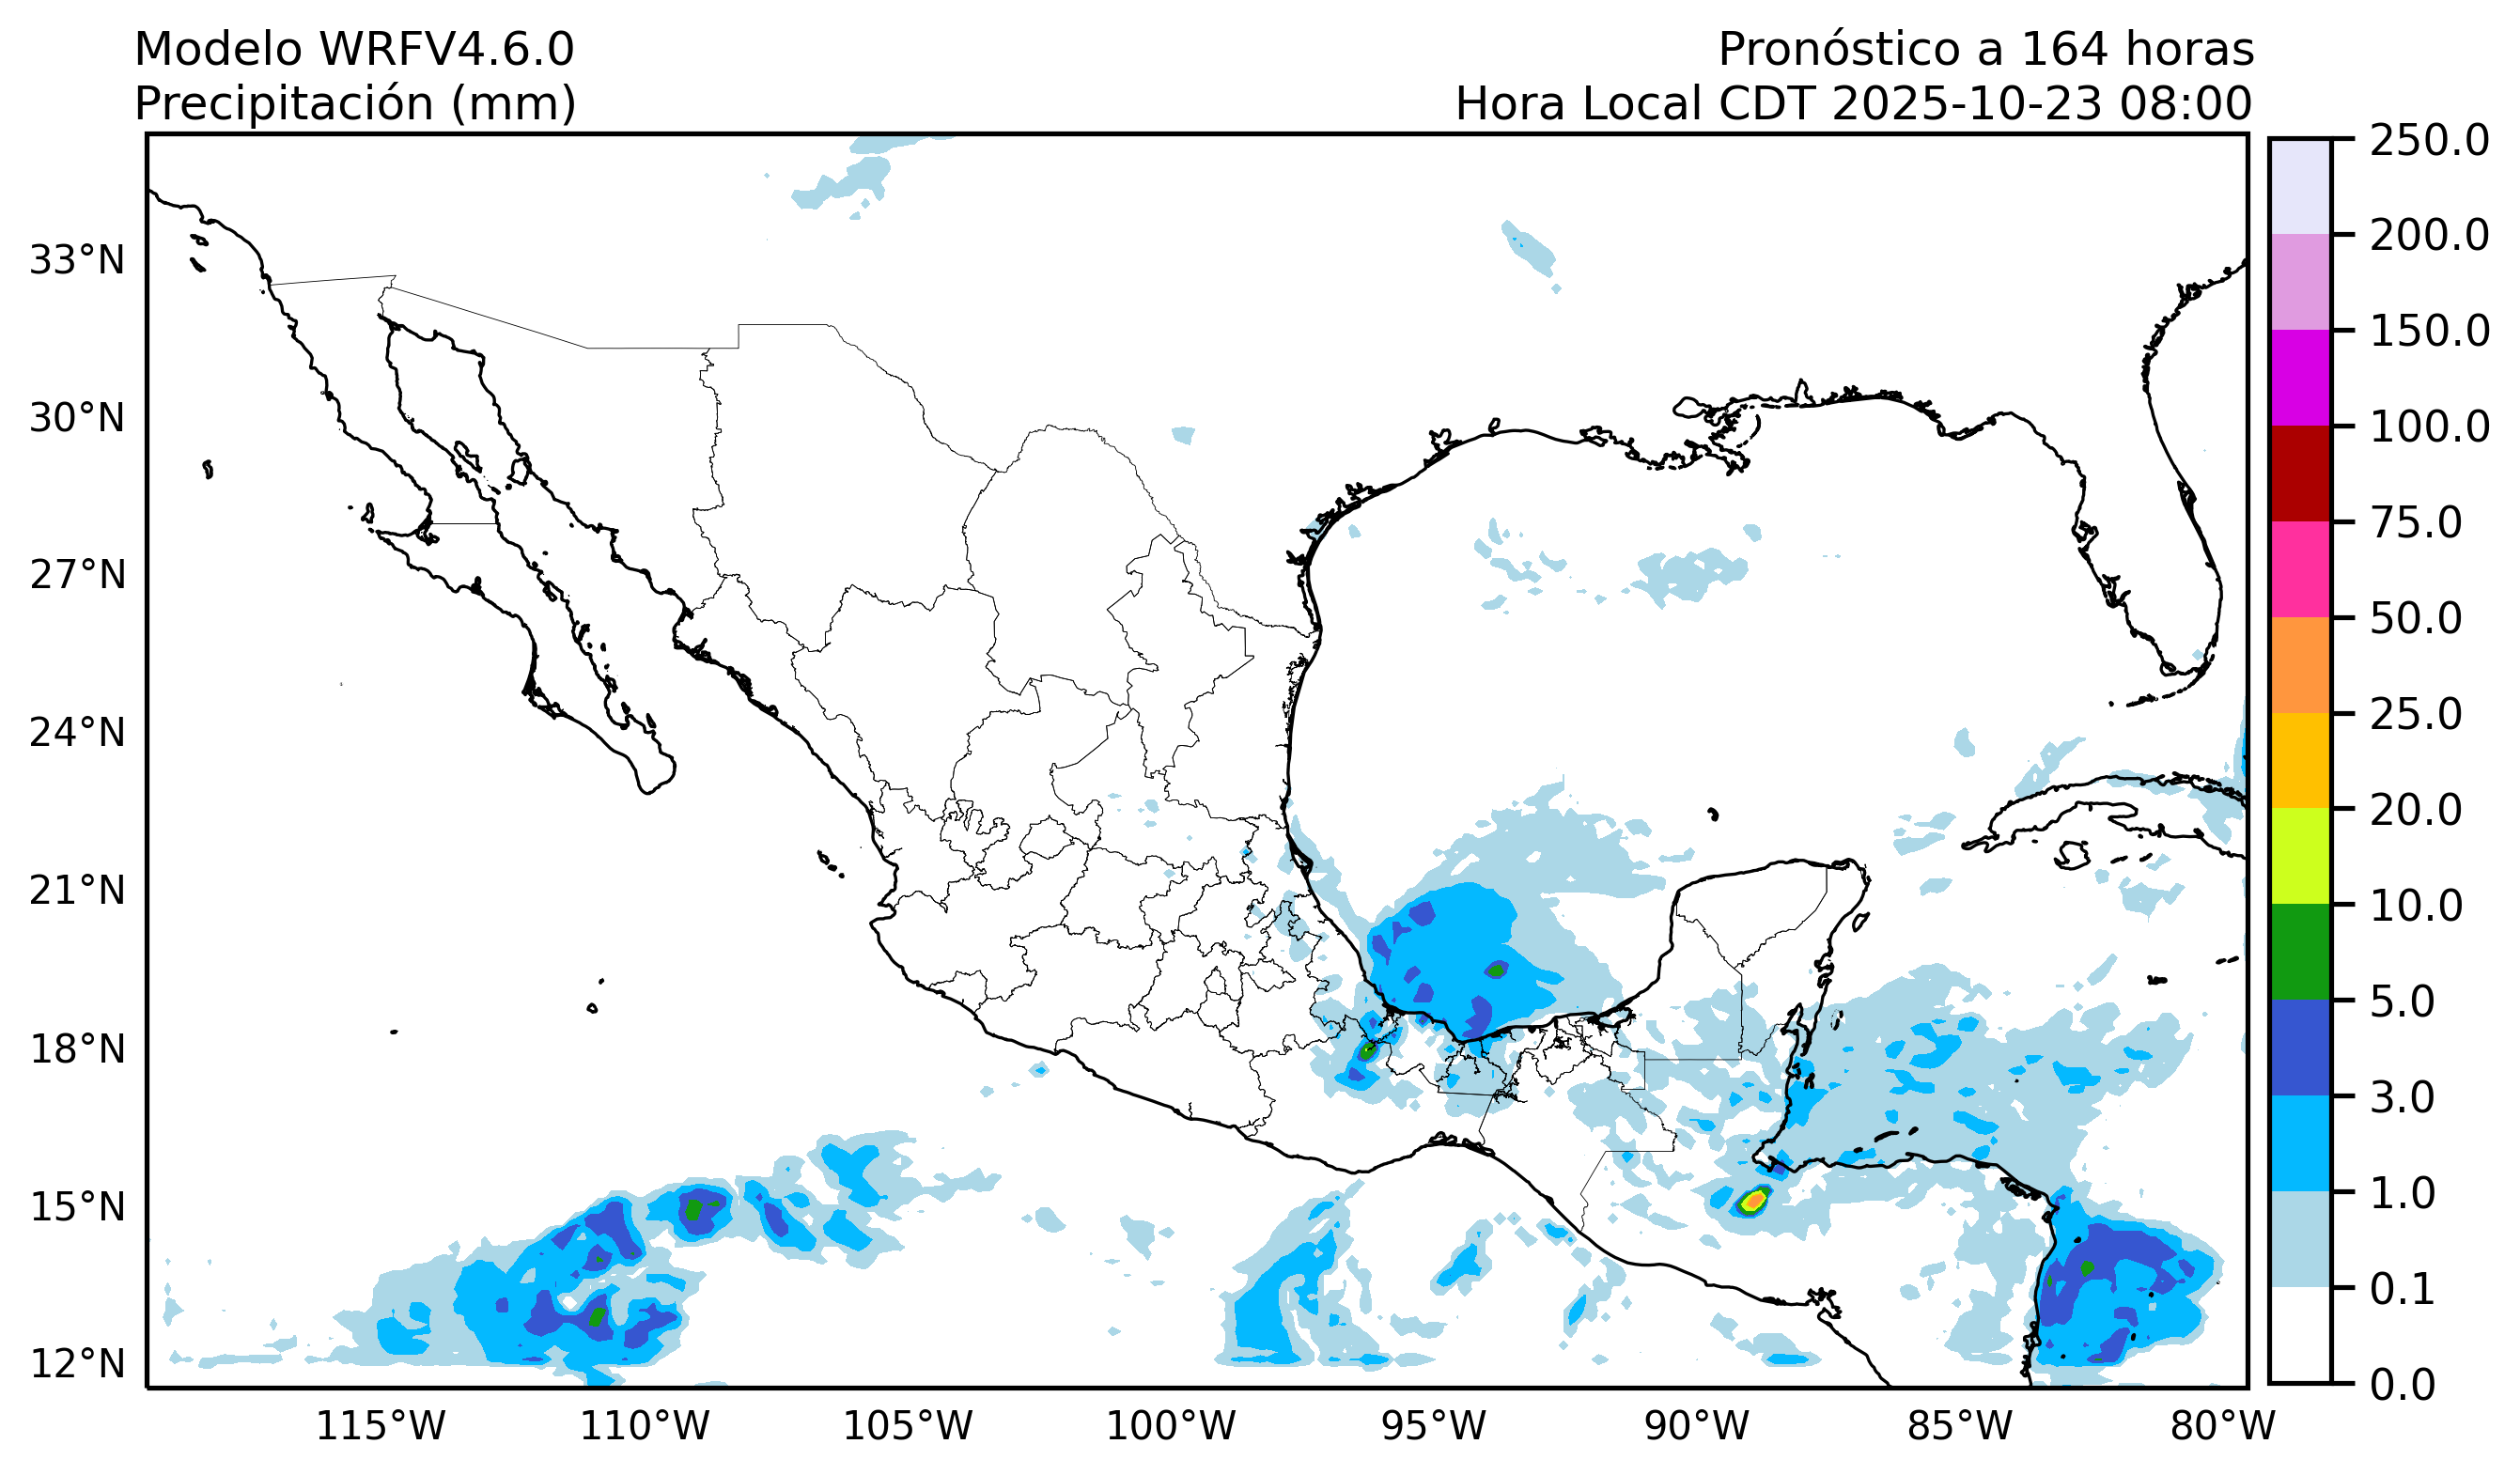 Modelo WRFV4.6.0
Precipitación (mm)
Pronóstico a 164 horas
Hora Local CDT 2025-10-23 08:00
33°N
30°N
27°N
24°N
21°N
18°N
15°N
12°N
115°W
110°W
105°W
100°W
95°W
90°W
85°W
80°W
250.0
200.0
150.0
100.0
75.0
50.0
25.0
20.0
10.0
5.0
3.0
1.0
0.1
0.0